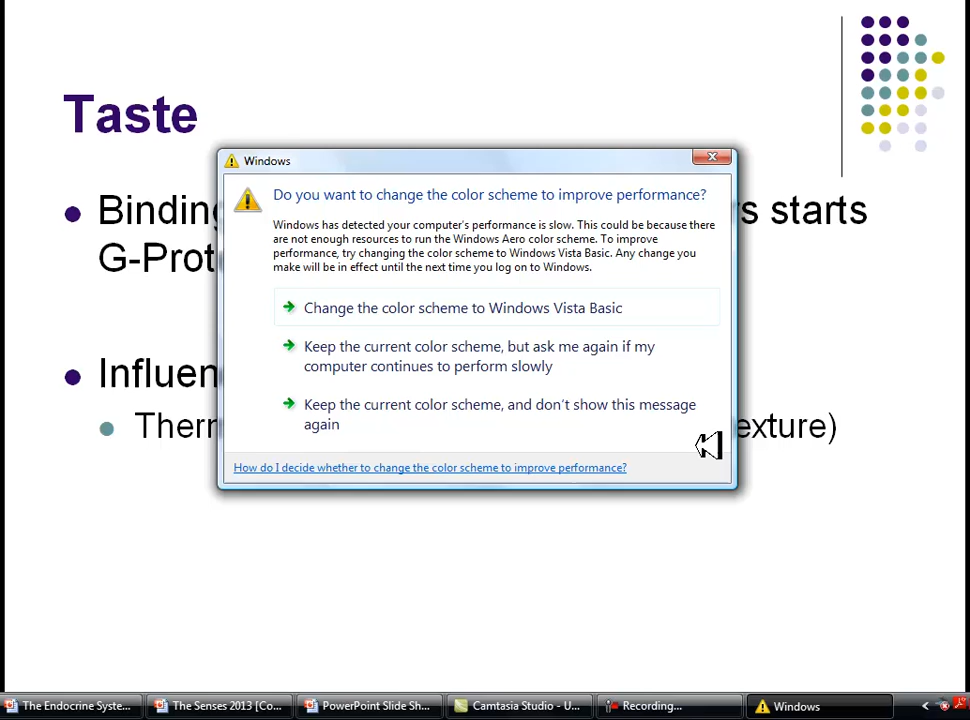 Taste
Windows
Do you want to change the color scheme to improve performance?
Windows has detected your computer's performance is slow. This could be because there
are not enough resources to run the Windows Aero color scheme. To improve
performance, try changing the color scheme to Windows Vista Basic. Any change you
make will be in effect until the next time you log on to Windows.
Change the color scheme to Windows Vista Basic
Keep the current color scheme, but ask me again if my
computer continues to perform slowly
Keep the current color scheme, and don't show this message
again
How do I decide whether to change the color scheme to improve performance?
Binding starts
G-Prot
Influen
Therm exture)
The Endocrine Syste... The Senses 2013 [Co... PowerPoint Slide Sh... Camtasia Studio - U... Recording... Windows